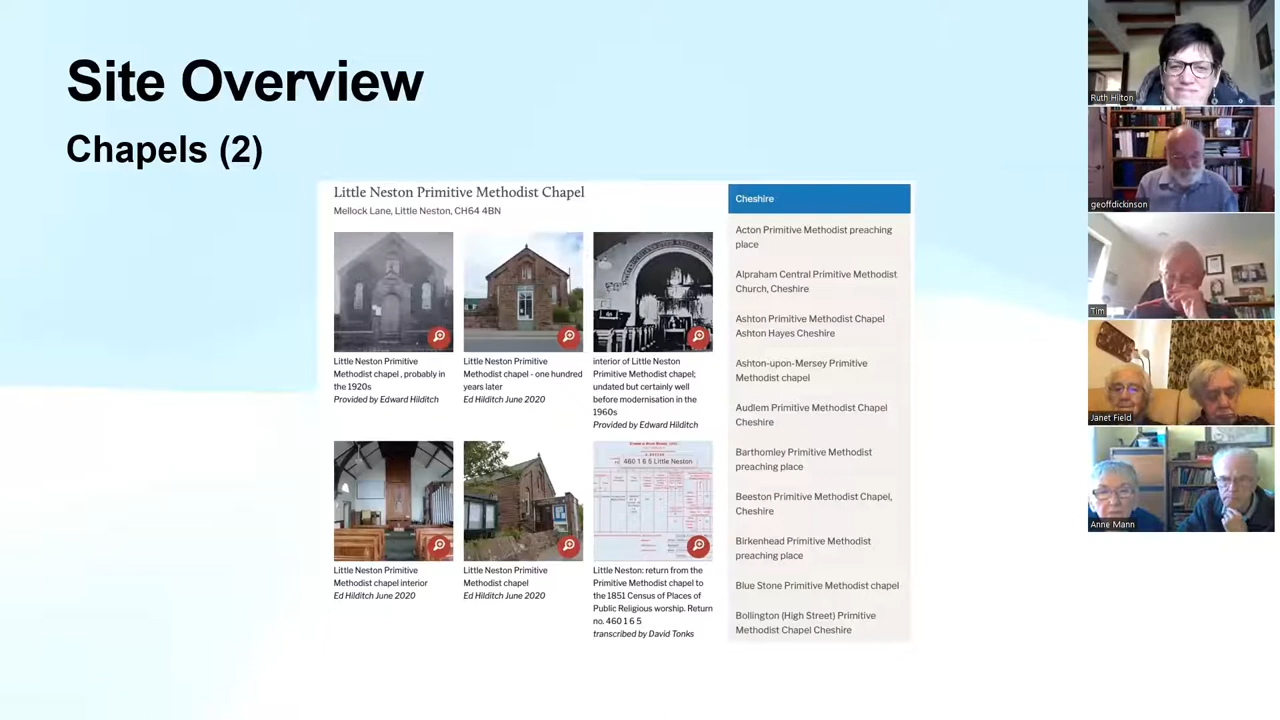 Site Overview
Chapels (2)
Little Neston Primitive Methodist Chapel
Mellock Lane, Little Neston, CH64 4BN
Little Neston Primitive
Methodist chapel , probably in
the 1920s
Provided by Edward Hilditch
Little Neston Primitive
Methodist chapel - one hundred
years later
Ed Hilditch June 2020
interior of Little Neston
Primitive Methodist chapel;
undated but certainly well
before modernisation in the
1960s
Provided by Edward Hilditch
Little Neston Primitive
Methodist chapel interior
Ed Hilditch June 2020
Little Neston Primitive
Methodist chapel
Ed Hilditch June 2020
460 1 6 5 Little Neston
Little Neston: return from the
Primitive Methodist chapel to
the 1851 Census of Places of
Public Religious worship. Return
no. 460 1 6 5
transcribed by David Tonks
Cheshire
Acton Primitive Methodist preaching
place
Alpraham Central Primitive Methodist
Church, Cheshire
Ashton Primitive Methodist Chapel
Ashton Hayes Cheshire
Ashton-upon-Mersey Primitive
Methodist chapel
Audlem Primitive Methodist Chapel
Cheshire
Barthomley Primitive Methodist
preaching place
Beeston Primitive Methodist Chapel,
Cheshire
Birkenhead Primitive Methodist
preaching place
Blue Stone Primitive Methodist chapel
Bollington (High Street) Primitive
Methodist Chapel Cheshire
Ruth Hilton
geoffdickinson
Tim
Janet Field
Anne Mann